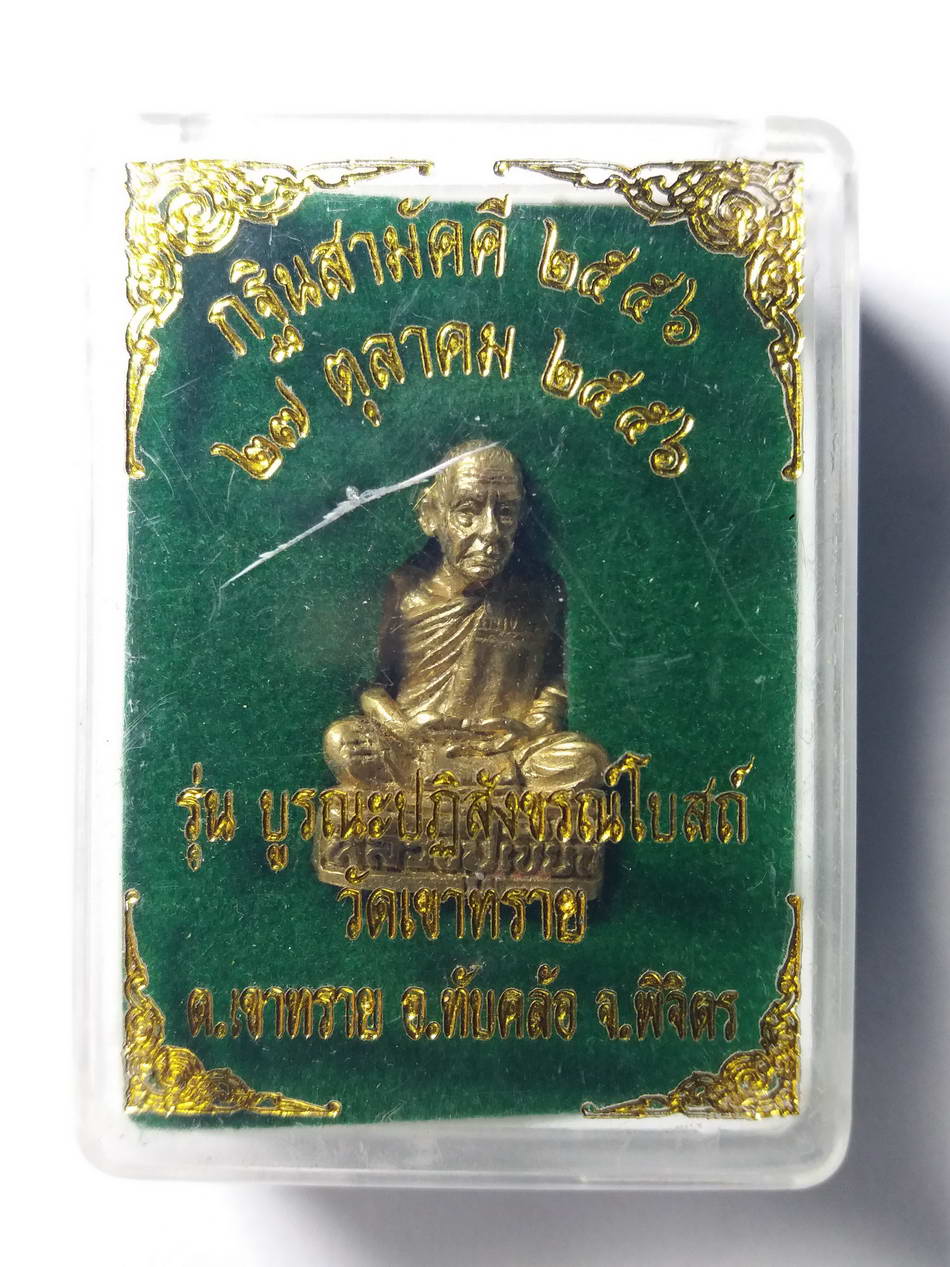 กฐินสามัคคี ๒๕๕๖
๒๗ ตุลาคม ๒๕๕๖
รุ่น บูรณะปฏิสังขรณ์โบสถ์
วัดเขาทราย
ต.เขาทราย อ.ทับคล้อ จ.พิจิตร